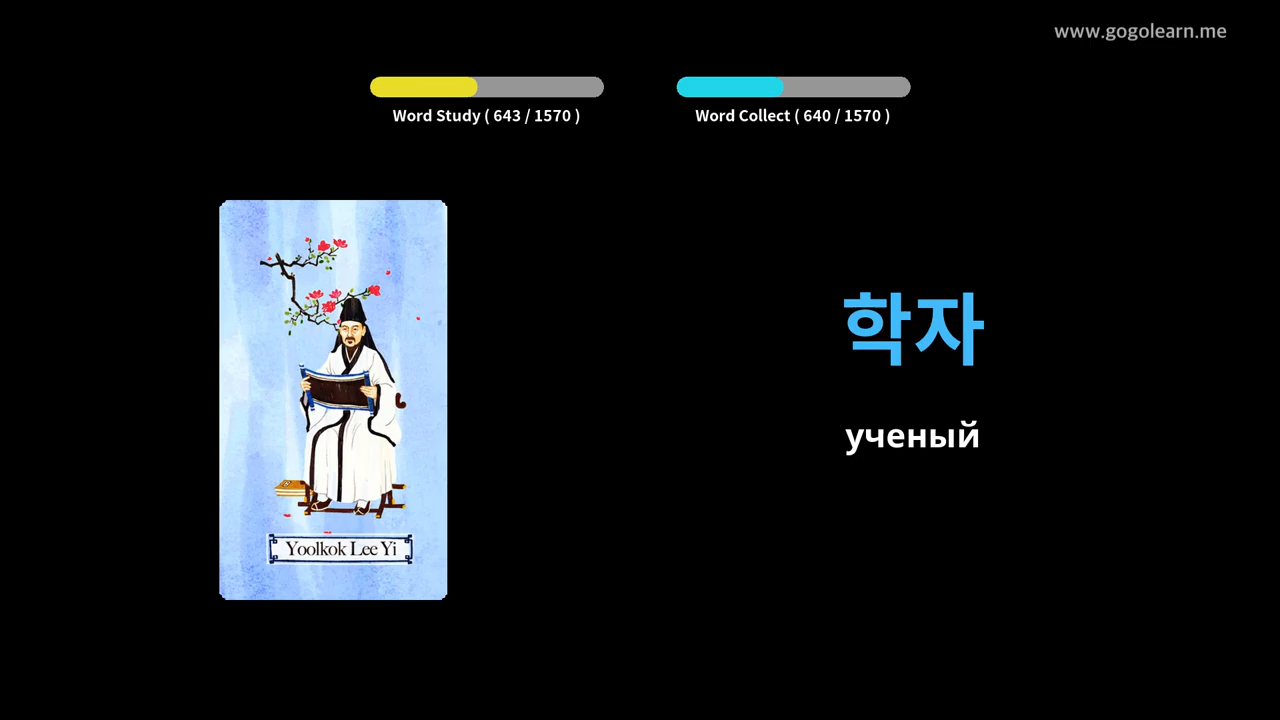 www.gogolearn.me
Word Study ( 643 / 1570 )
Word Collect ( 640 / 1570 )
학자
ученый
Yoolkok Lee Yi